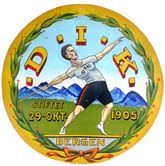 D.I.K.
STIFTET
29-OKT. 1905
BERGEN